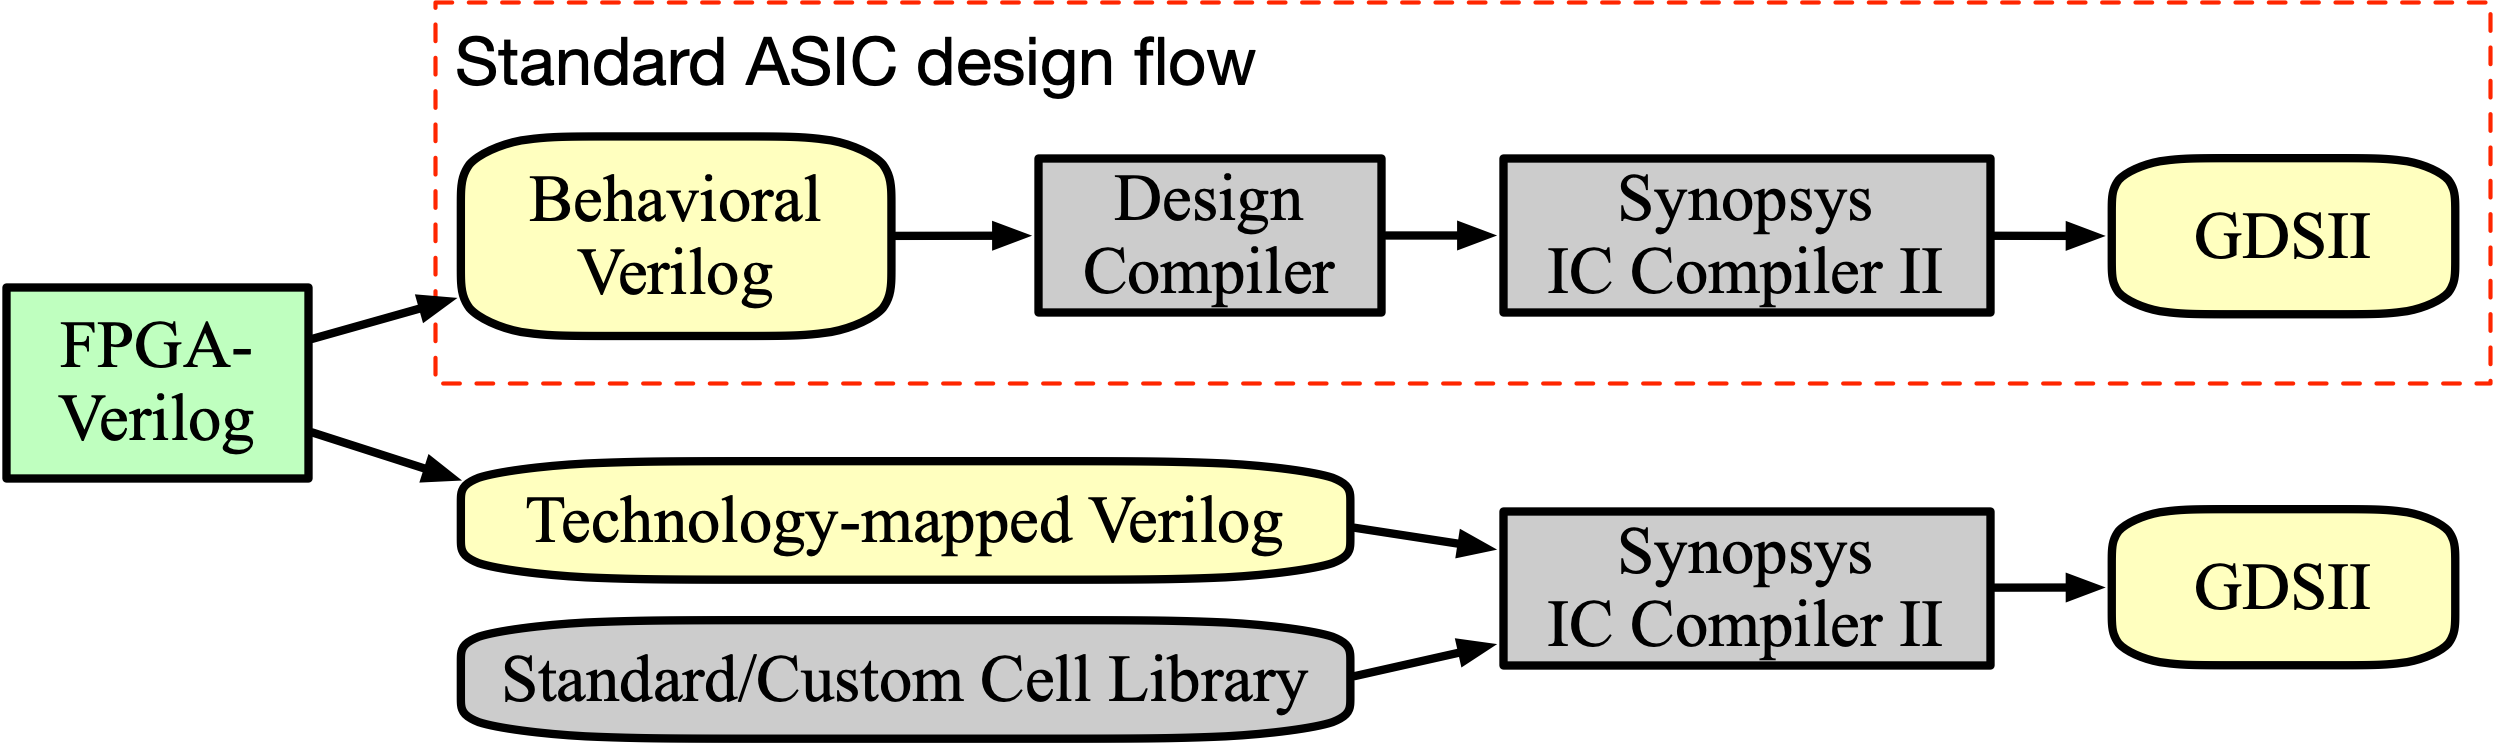 Standard ASIC design flow
Behavioral
Verilog
Design
Compiler
Synopsys
IC Compiler II
GDSII
FPGA-
Verilog
Technology-mapped Verilog
Standard/Custom Cell Library
Synopsys
IC Compiler II
GDSII